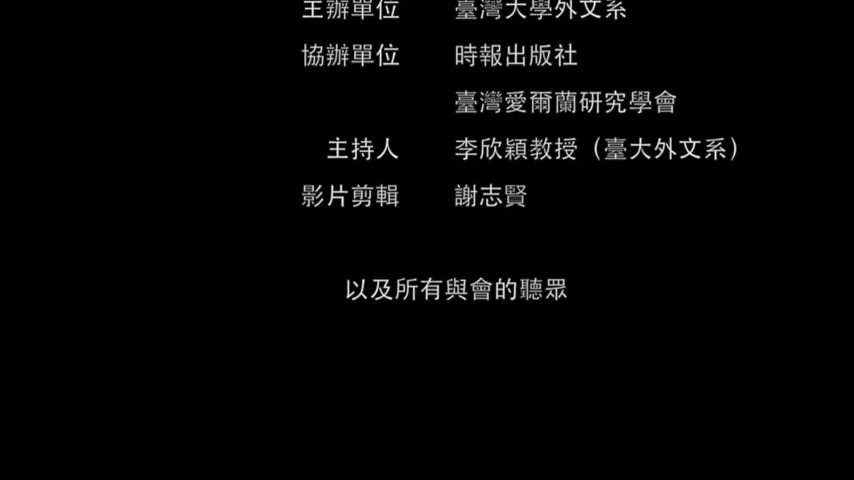 主辦單位 臺灣大學外文系
協辦單位 時報出版社
臺灣愛爾蘭研究學會
主持人 李欣穎教授（臺大外文系）
影片剪輯 謝志賢
以及所有與會的聽眾